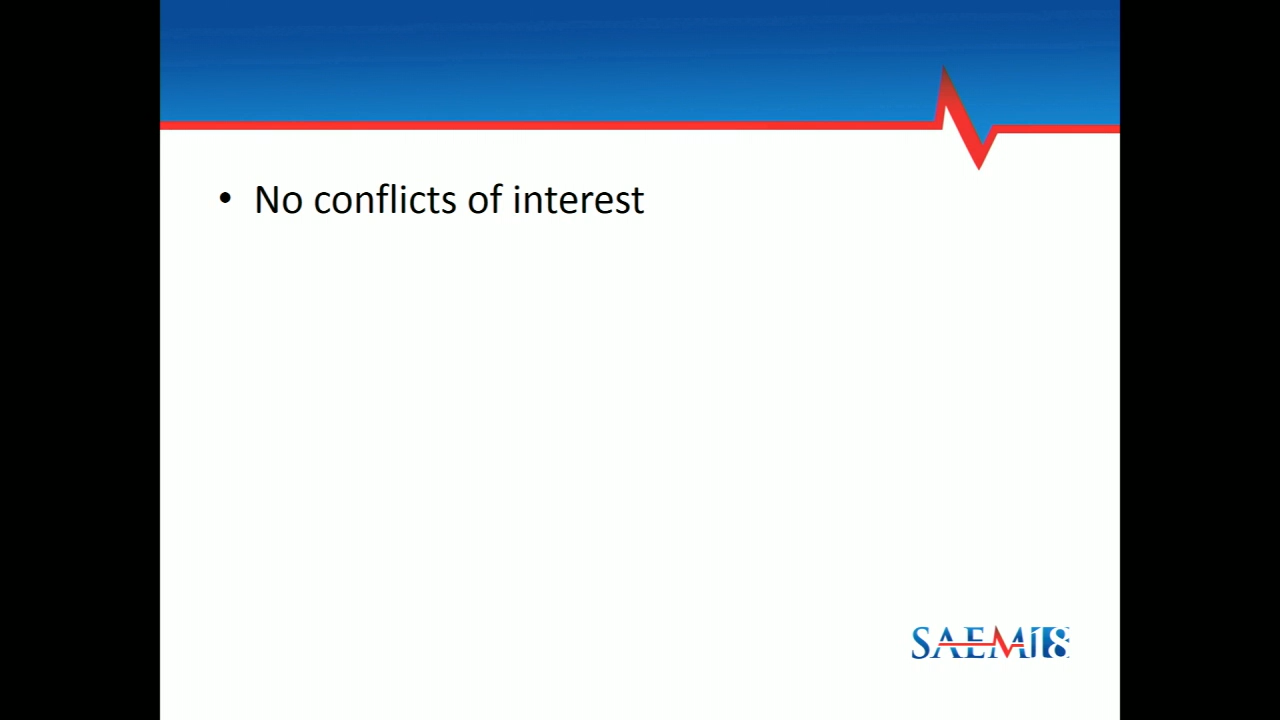 • No conflicts of interest
SAEM18